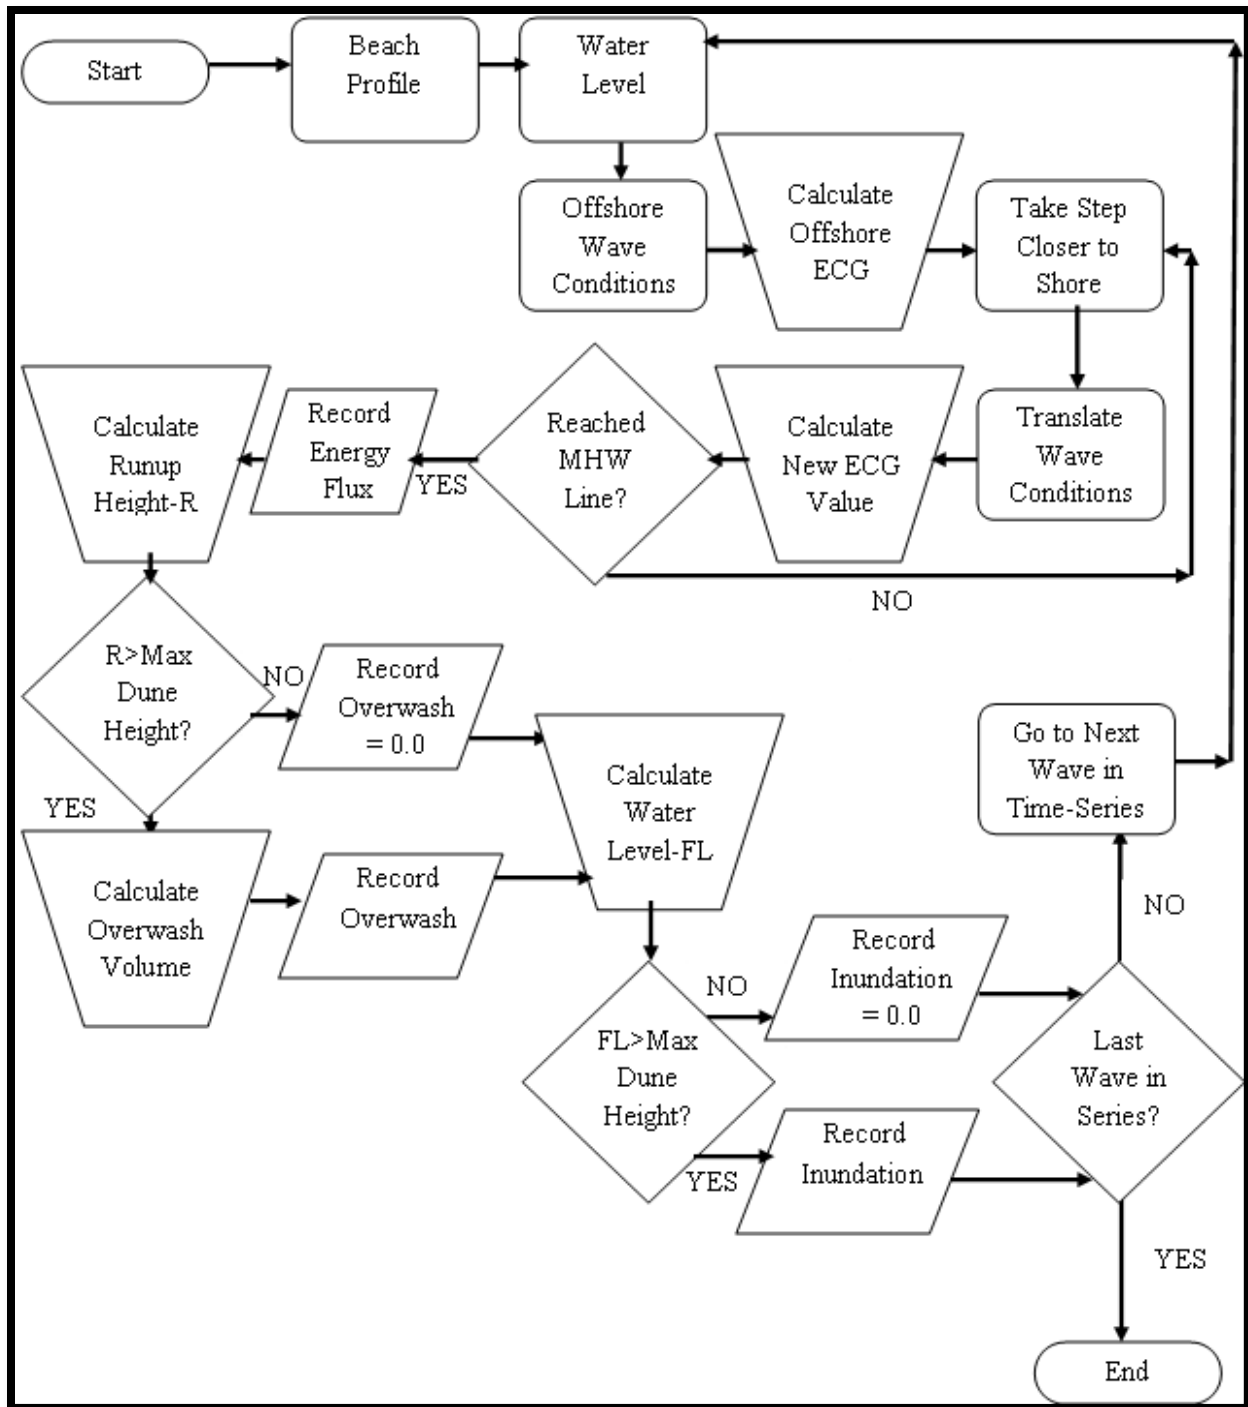 Start
Beach
Profile
Water
Level
Offshore
Wave
Conditions
Calculate
Offshore
ECG
Take Step
Closer to
Shore
Translate
Wave
Conditions
Calculate
New ECG
Value
Reached
MHW
Line?
NO
YES
Record
Energy
Flux
Calculate
Runup
Height-R
R>Max
Dune
Height?
NO
Record
Overwash
= 0.0
YES
Calculate
Overwash
Volume
Record
Overwash
Calculate
Water
Level-FL
FL>Max
Dune
Height?
NO
Record
Inundation
= 0.0
YES
Record
Inundation
Last
Wave in
Series?
NO
Go to Next
Wave in
Time-Series
YES
End